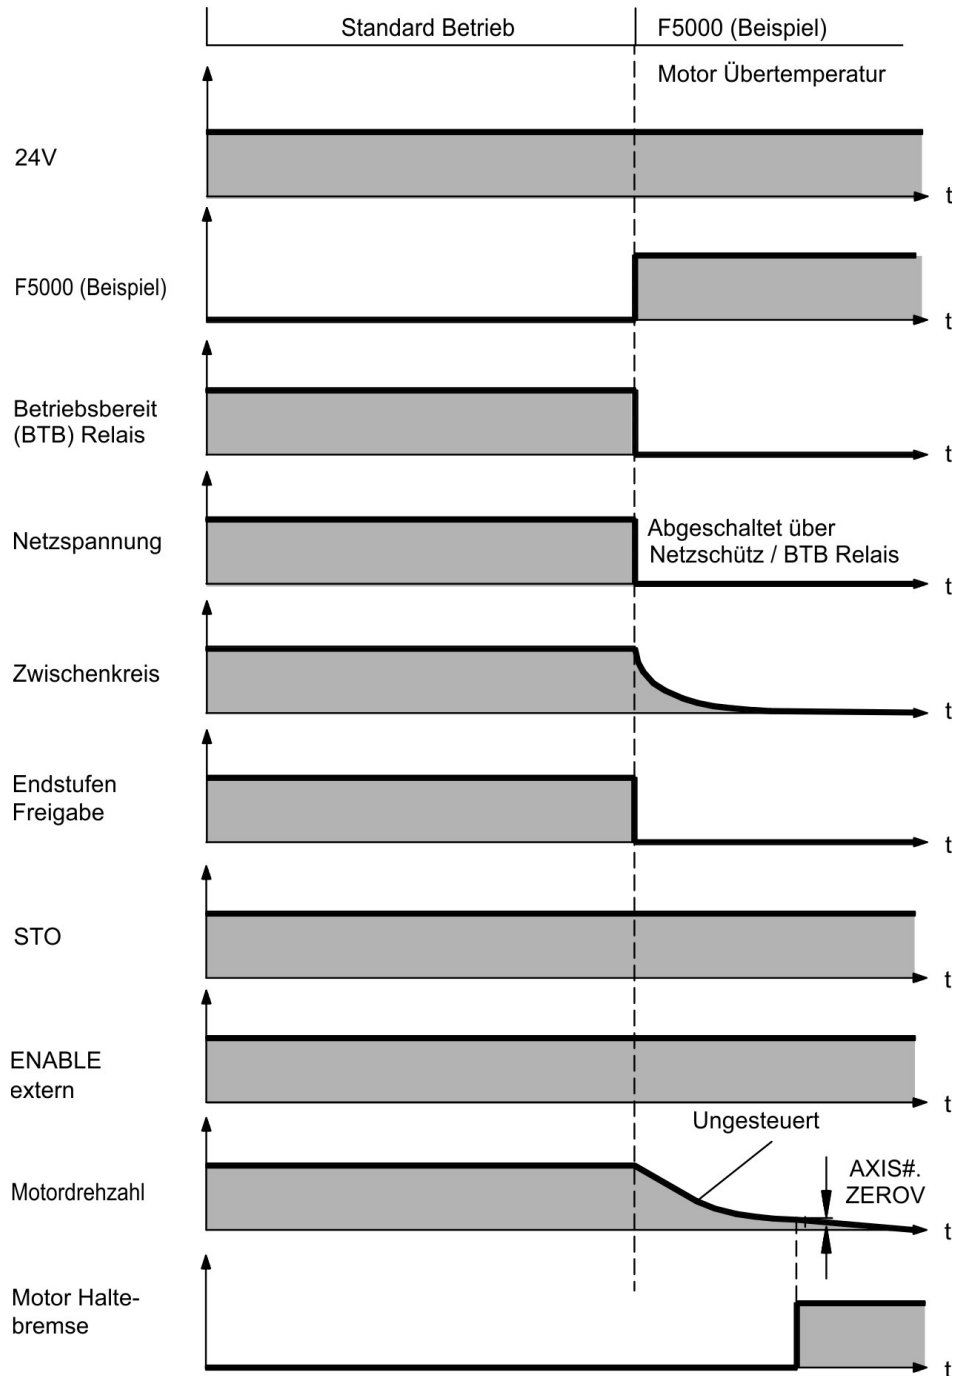 Standard Betrieb
F5000 (Beispiel)
Motor Übertemperatur
24V
t
F5000 (Beispiel)
t
Betriebsbereit
(BTB) Relais
t
Netzspannung
Abgeschaltet über
Netzschütz / BTB Relais
t
Zwischenkreis
t
Endstufen
Freigabe
t
STO
t
ENABLE
extern
t
Ungesteuert
Motordrehzahl
AXIS#.
ZEROV
t
Motor Halte-
bremse
t